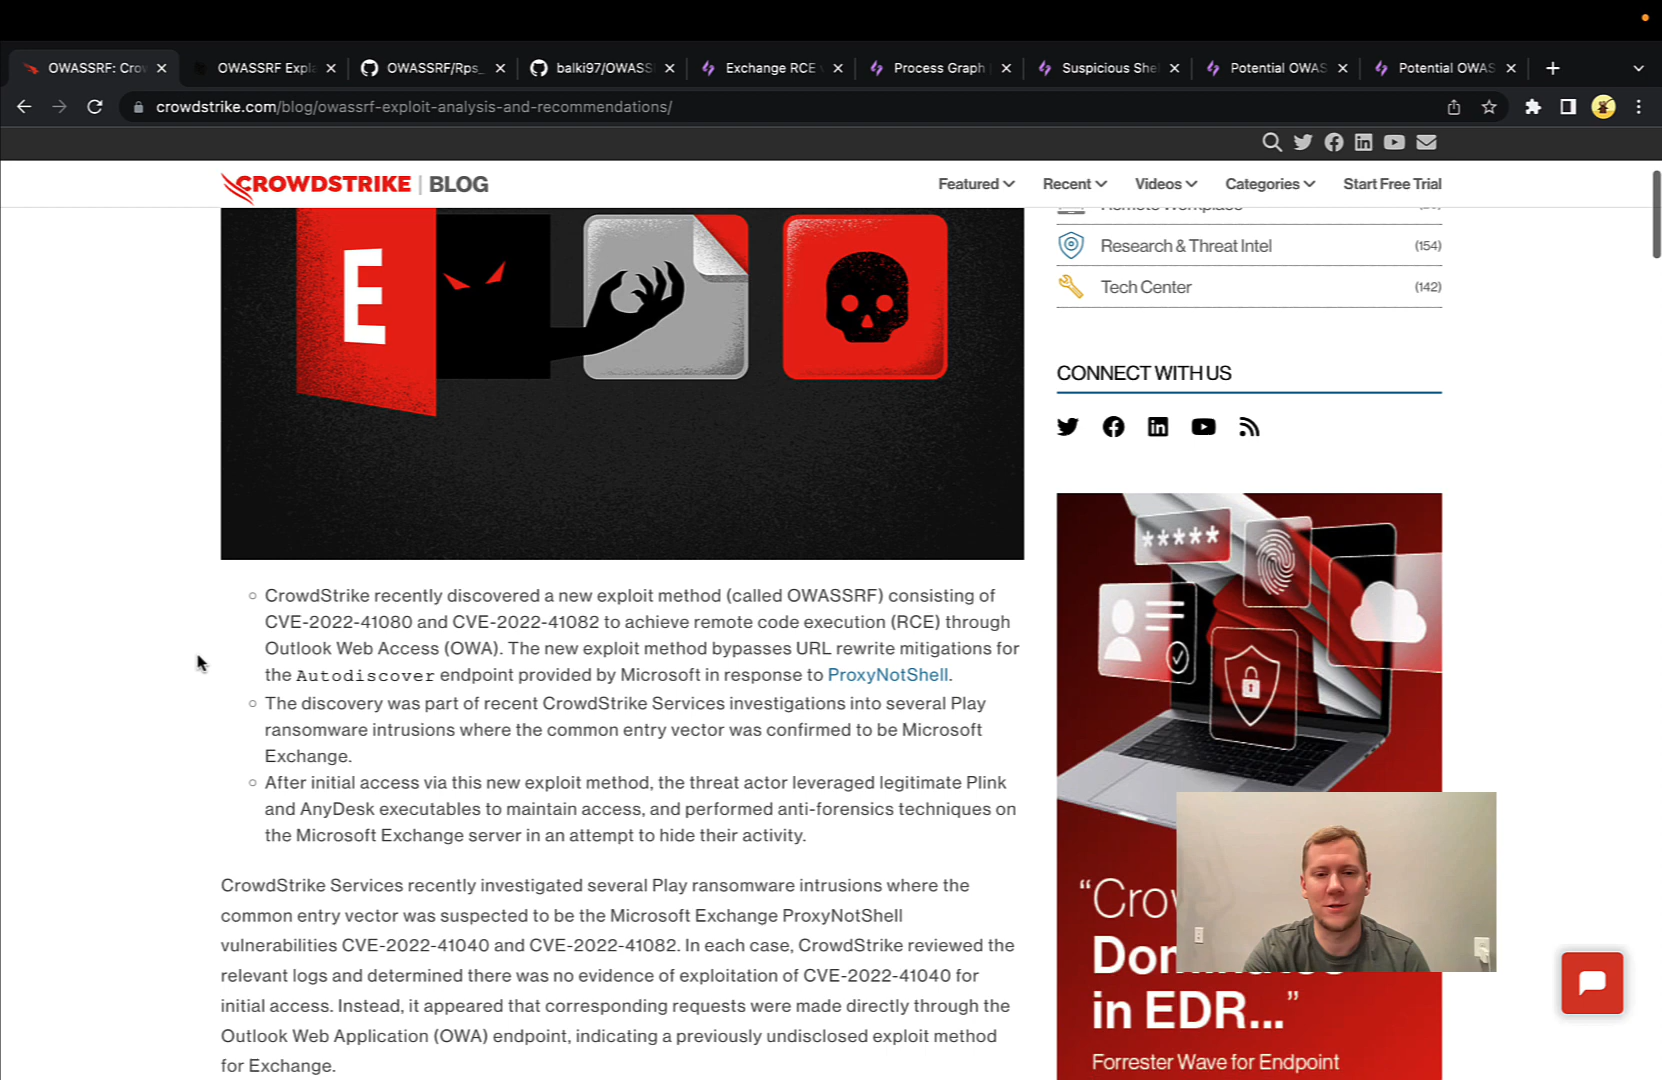 OWASSRF: Cro
OWASSRF Expl
OWASSRF/Rps_
balki97/OWASS
Exchange RCE
Process Graph
Suspicious She
Potential OWAS
Potential OWAS
crowdstrike.com/blog/owassrf-exploit-analysis-and-recommendations/
CROWDSTRIKE | BLOG
Featured
Recent
Videos
Categories
Start Free Trial
Remote Workplace
Research & Threat Intel (154)
Tech Center (142)
CONNECT WITH US
E
*****
CrowdStrike recently discovered a new exploit method (called OWASSRF) consisting of
CVE-2022-41080 and CVE-2022-41082 to achieve remote code execution (RCE) through
Outlook Web Access (OWA). The new exploit method bypasses URL rewrite mitigations for
the Autodiscover endpoint provided by Microsoft in response to ProxyNotShell.
The discovery was part of recent CrowdStrike Services investigations into several Play
ransomware intrusions where the common entry vector was confirmed to be Microsoft
Exchange.
After initial access via this new exploit method, the threat actor leveraged legitimate Plink
and AnyDesk executables to maintain access, and performed anti-forensics techniques on
the Microsoft Exchange server in an attempt to hide their activity.
CrowdStrike Services recently investigated several Play ransomware intrusions where the
common entry vector was suspected to be the Microsoft Exchange ProxyNotShell
vulnerabilities CVE-2022-41040 and CVE-2022-41082. In each case, CrowdStrike reviewed the
relevant logs and determined there was no evidence of exploitation of CVE-2022-41040 for
initial access. Instead, it appeared that corresponding requests were made directly through the
Outlook Web Application (OWA) endpoint, indicating a previously undisclosed exploit method
for Exchange.
“Cro
in EDR...”
Forrester Wave for Endpoint